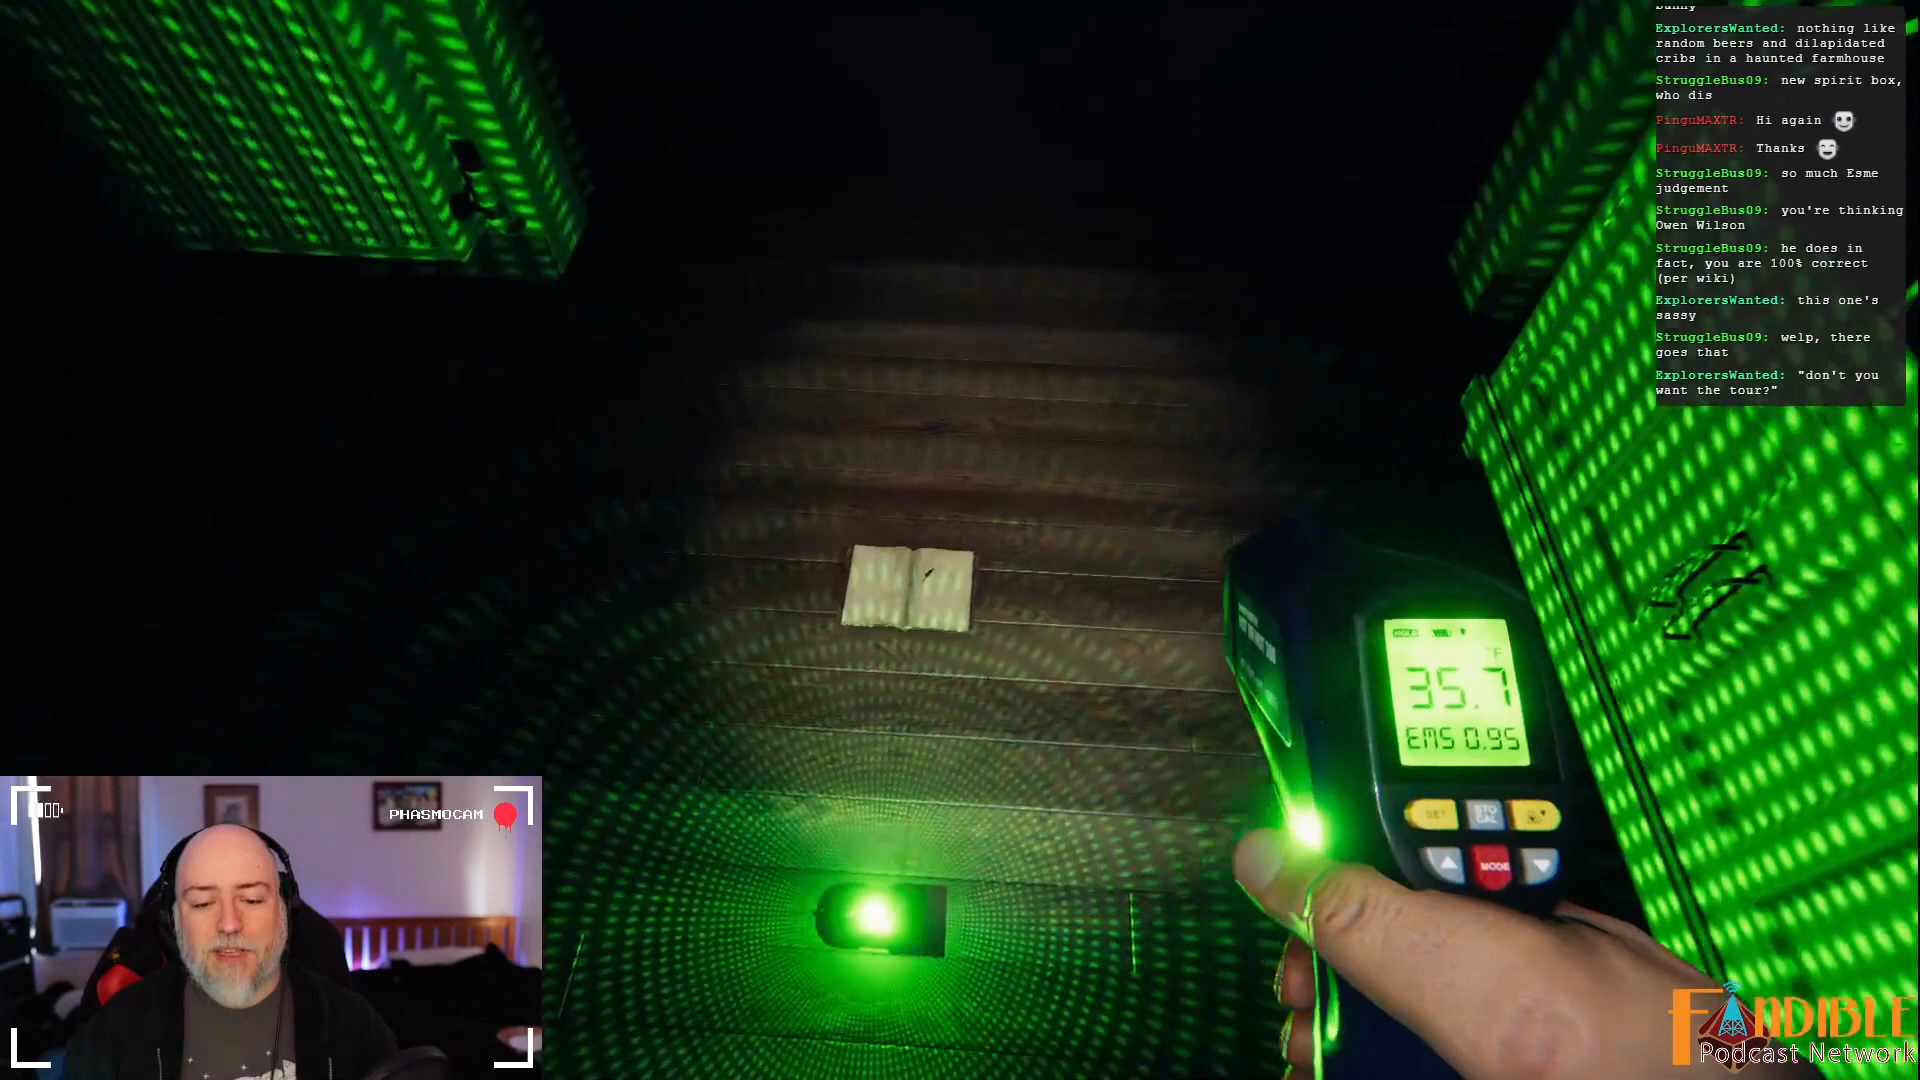 ExplorersWanted: nothing like
random beers and dilapidated
cribs in a haunted farmhouse
StruggleBus09: new spirit box,
who dis
PinguMAXTR: Hi again
PinguMAXTR: Thanks
StruggleBus09: so much Esme
judgement
StruggleBus09: you're thinking
Owen Wilson
StruggleBus09: he does in
fact, you are 100% correct
(per wiki)
ExplorersWanted: this one's
sassy
StruggleBus09: welp, there
goes that
ExplorersWanted: "don't you
want the tour?"
HOLD
°F
35.7
EMS 0.95
SET
STO
CAL
MODE
PHASMOCAM
FANDIBLE
Podcast Network